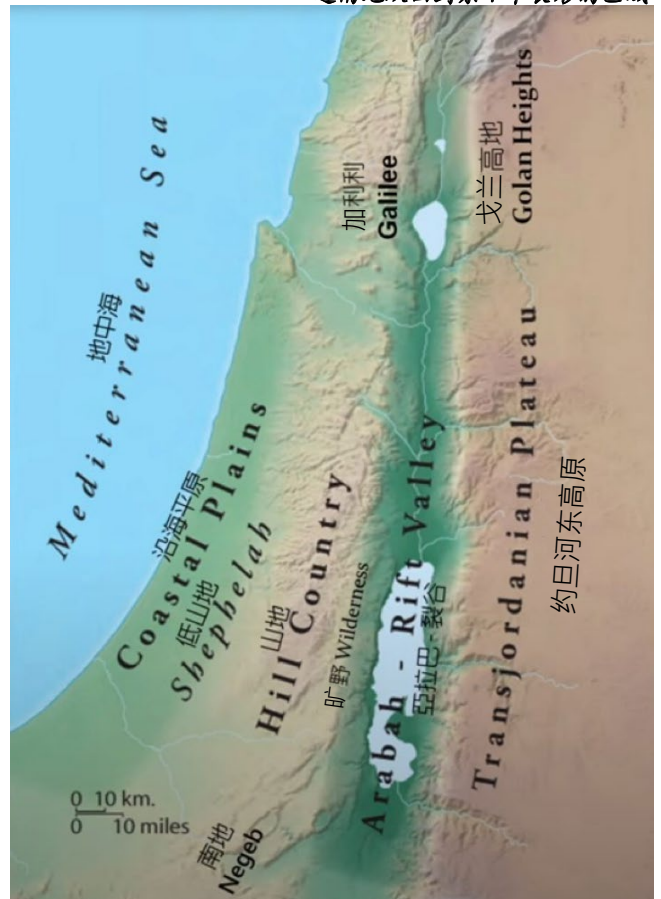 地中海
Mediterranean Sea
加利利
Galilee
戈兰高地
Golan Heights
沿海平原
Coastal Plains
低山地
Shephelah
山地
Hill Country
旷野 Wilderness
亞拉巴 - 裂谷
Arabah - Rift Valley
Transjordanian Plateau
约旦河东高原
南地
Negeb
0 10 km.
0 10 miles